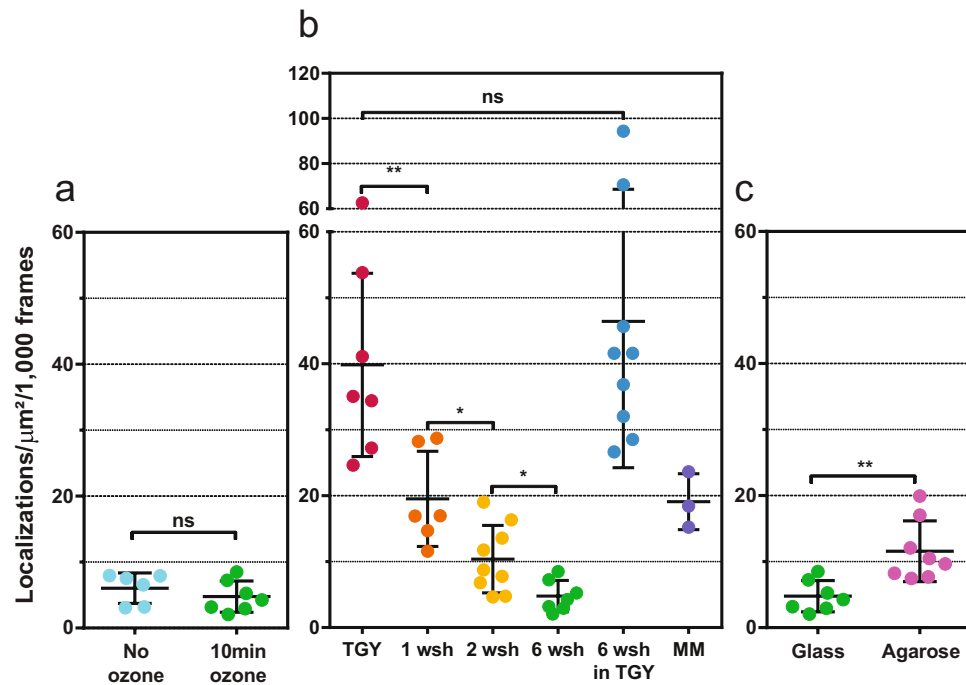 b
120
100
80
60
ns
**
a
c
Localizations/µm²/1,000 frames
60
40
20
0
ns
No
ozone
10min
ozone
60
40
20
0
*
*
TGY
1 wsh
2 wsh
6 wsh
6 wsh
in TGY
MM
60
40
20
0
**
Glass
Agarose